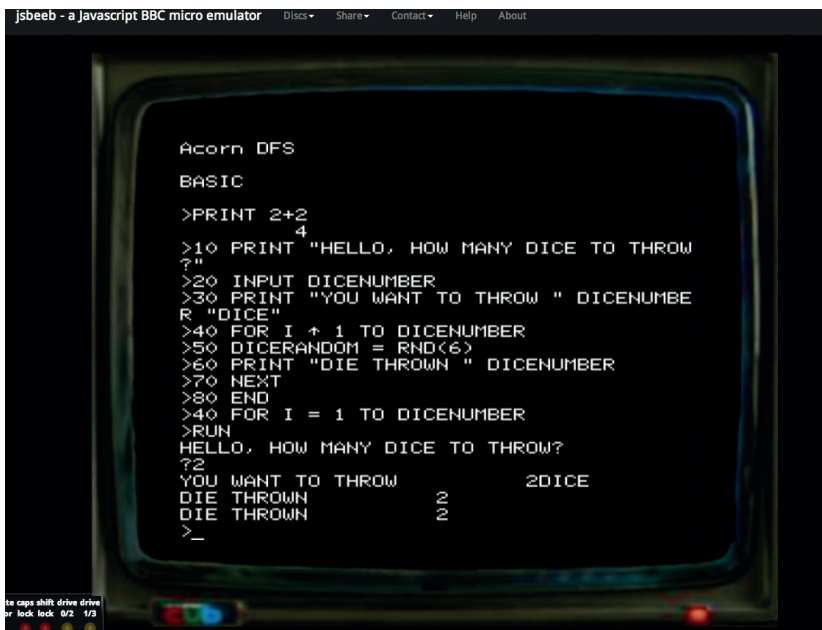 jsbeeb - a Javascript BBC micro emulator Discs Share Contact Help About
Acorn DFS
BASIC
>PRINT 2+2
4
>10 PRINT "HELLO, HOW MANY DICE TO THROW
?"
>20 INPUT DICENUMBER
>30 PRINT "YOU WANT TO THROW " DICENUMBE
R "DICE"
>40 FOR I ↑ 1 TO DICENUMBER
>50 DICERANDOM = RND(6)
>60 PRINT "DIE THROWN " DICENUMBER
>70 NEXT
>80 END
>40 FOR I = 1 TO DICENUMBER
>RUN
HELLO, HOW MANY DICE TO THROW?
?2
YOU WANT TO THROW 2DICE
DIE THROWN 2
DIE THROWN 2
>_
caps shift drive drive
lock lock 0/2 1/3
CUB